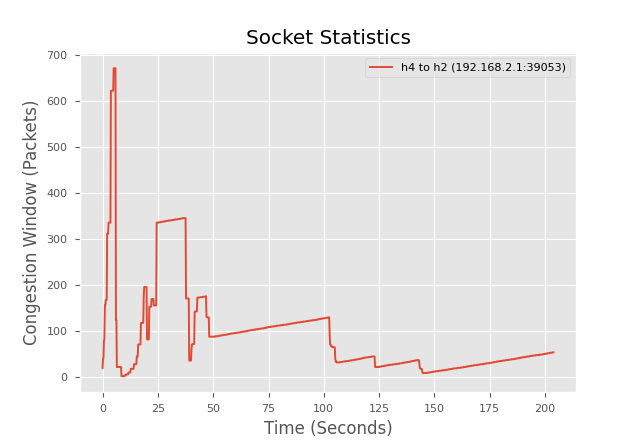 Socket Statistics
h4 to h2 (192.168.2.1:39053)
Congestion Window (Packets)
700
600
500
400
300
200
100
0
0 25 50 75 100 125 150 175 200
Time (Seconds)